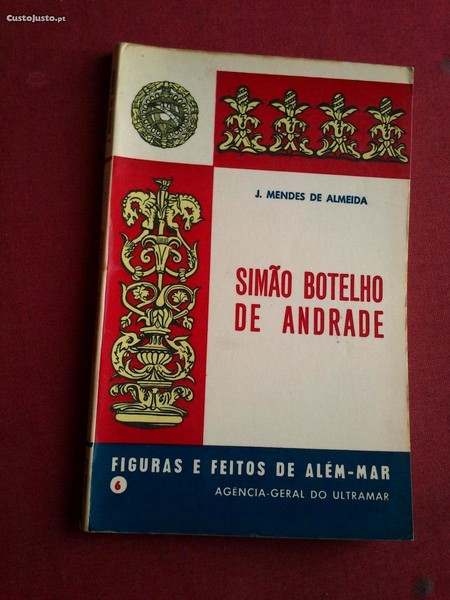 CustoJusto.pt
J. MENDES DE ALMEIDA
SIMÃO BOTELHO
DE ANDRADE
FIGURAS E FEITOS DE ALÉM-MAR
6
AGÊNCIA-GERAL DO ULTRAMAR